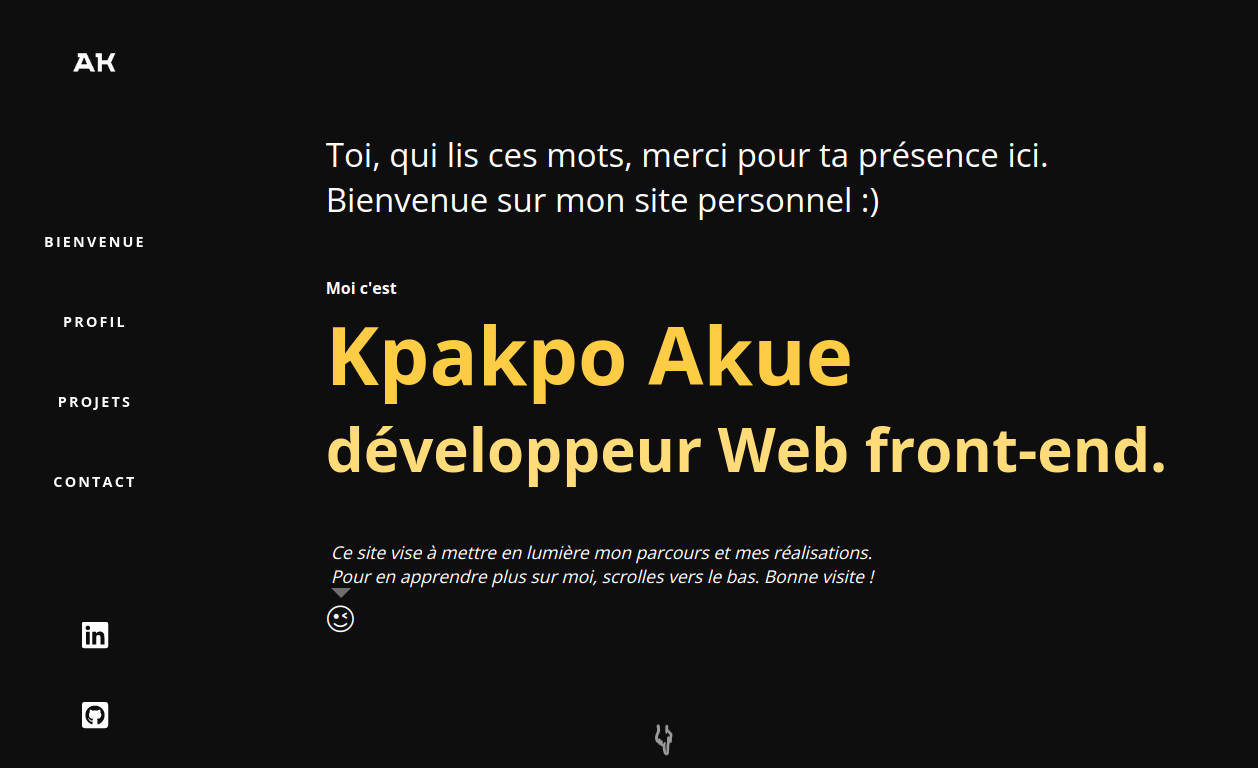 AK
BIENVENUE
PROFIL
PROJETS
CONTACT
Toi, qui lis ces mots, merci pour ta présence ici.
Bienvenue sur mon site personnel :)
Moi c'est
Kpakpo Akue
développeur Web front-end.
Ce site vise à mettre en lumière mon parcours et mes réalisations.
Pour en apprendre plus sur moi, scrolles vers le bas. Bonne visite !
in